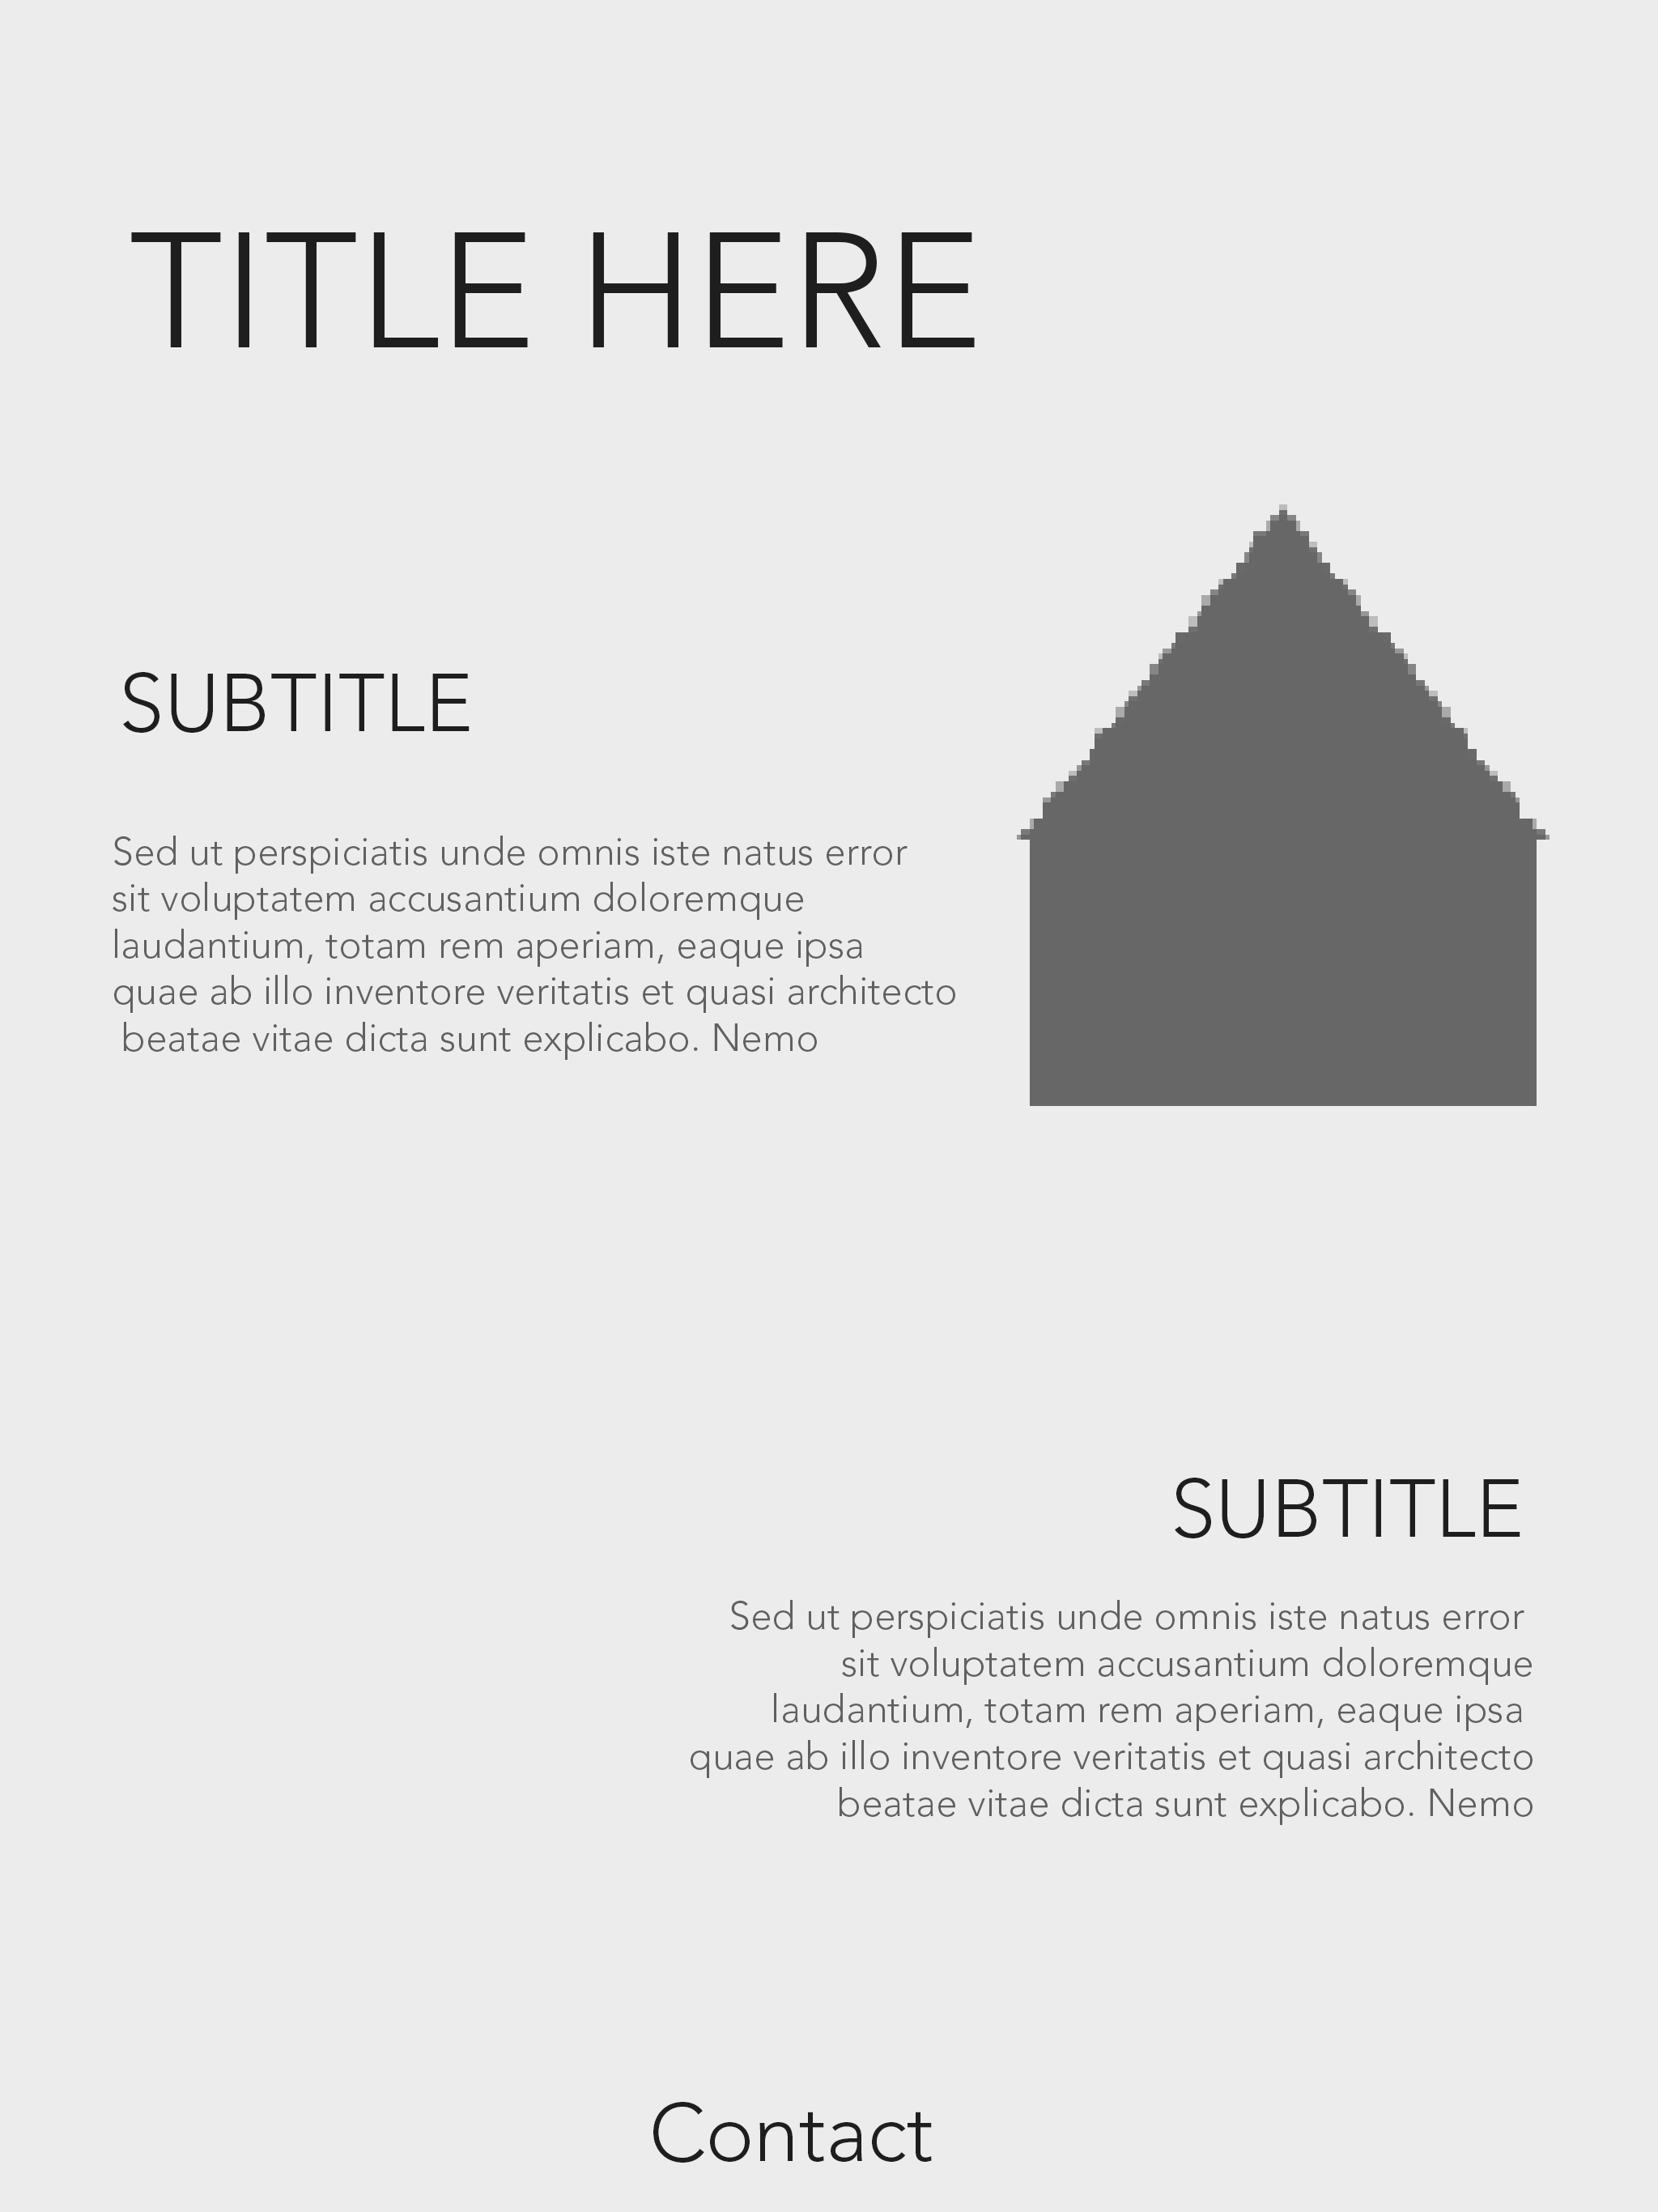 TITLE HERE
SUBTITLE
Sed ut perspiciatis unde omnis iste natus error
sit voluptatem accusantium doloremque
laudantium, totam rem aperiam, eaque ipsa
quae ab illo inventore veritatis et quasi architecto
beatae vitae dicta sunt explicabo. Nemo
SUBTITLE
Sed ut perspiciatis unde omnis iste natus error
sit voluptatem accusantium doloremque
laudantium, totam rem aperiam, eaque ipsa
quae ab illo inventore veritatis et quasi architecto
beatae vitae dicta sunt explicabo. Nemo
Contact